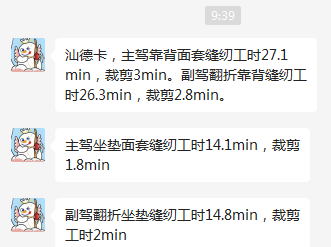 9:39
汕德卡，主驾靠背面套缝纫工时27.1
min，裁剪3min。副驾翻折靠背缝纫工
时26.3min，裁剪2.8min。
主驾坐垫面套缝纫工时14.1min，裁剪
1.8min
副驾翻折坐垫缝纫工时14.8min，裁剪
工时2min